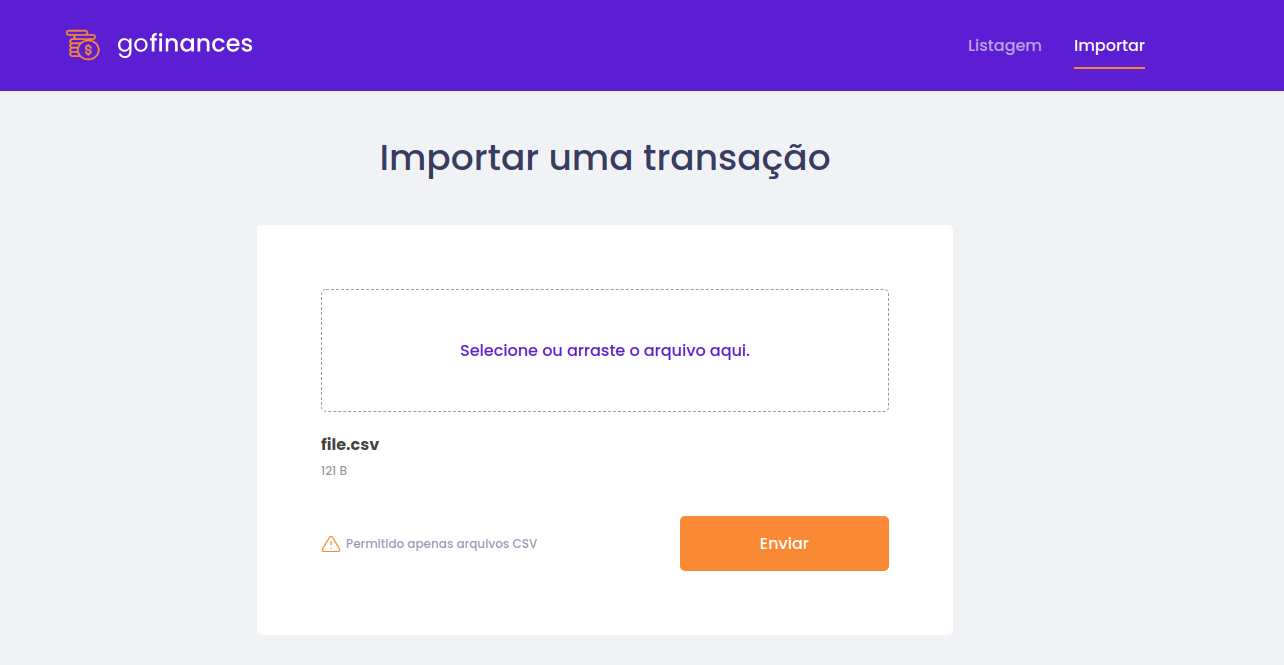 gofinances
Listagem
Importar
Importar uma transação
Selecione ou arraste o arquivo aqui.
file.csv
121 B
Permitido apenas arquivos CSV
Enviar